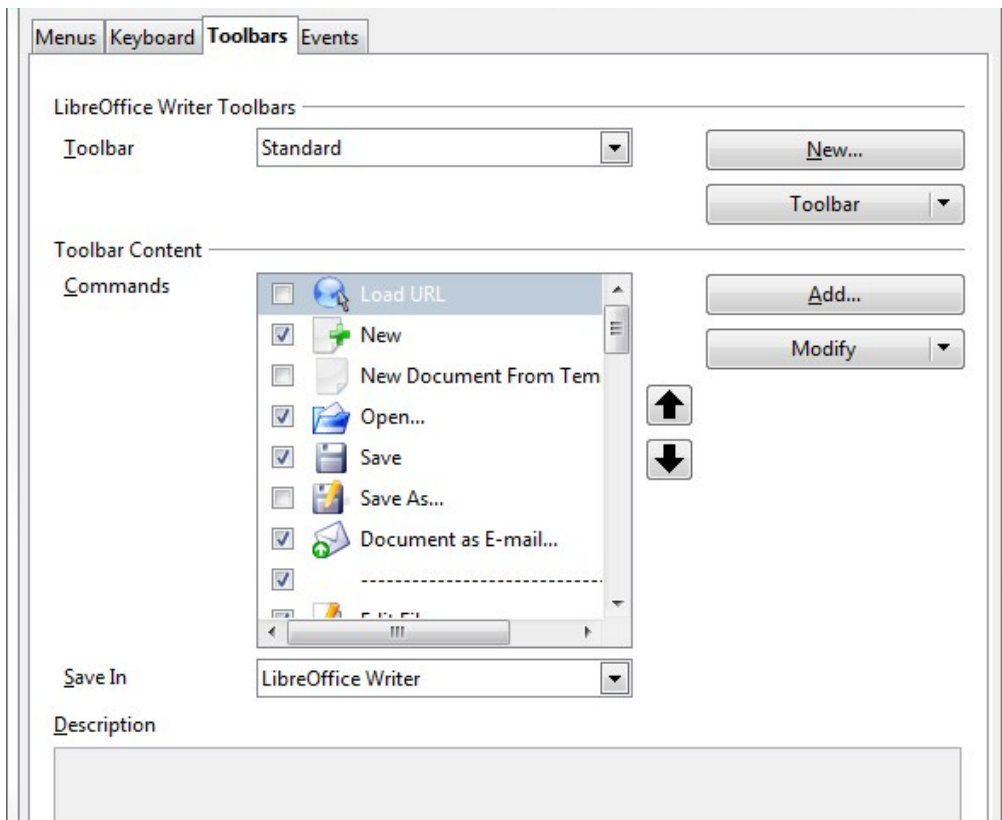 Menus Keyboard Toolbars Events
LibreOffice Writer Toolbars
Toolbar Standard New...
Toolbar
Toolbar Content
Commands Load URL Add...
New
Modify
New Document From Tem
Open...
Save
Save As...
Document as E-mail...
------------------------------
Save In LibreOffice Writer
Description